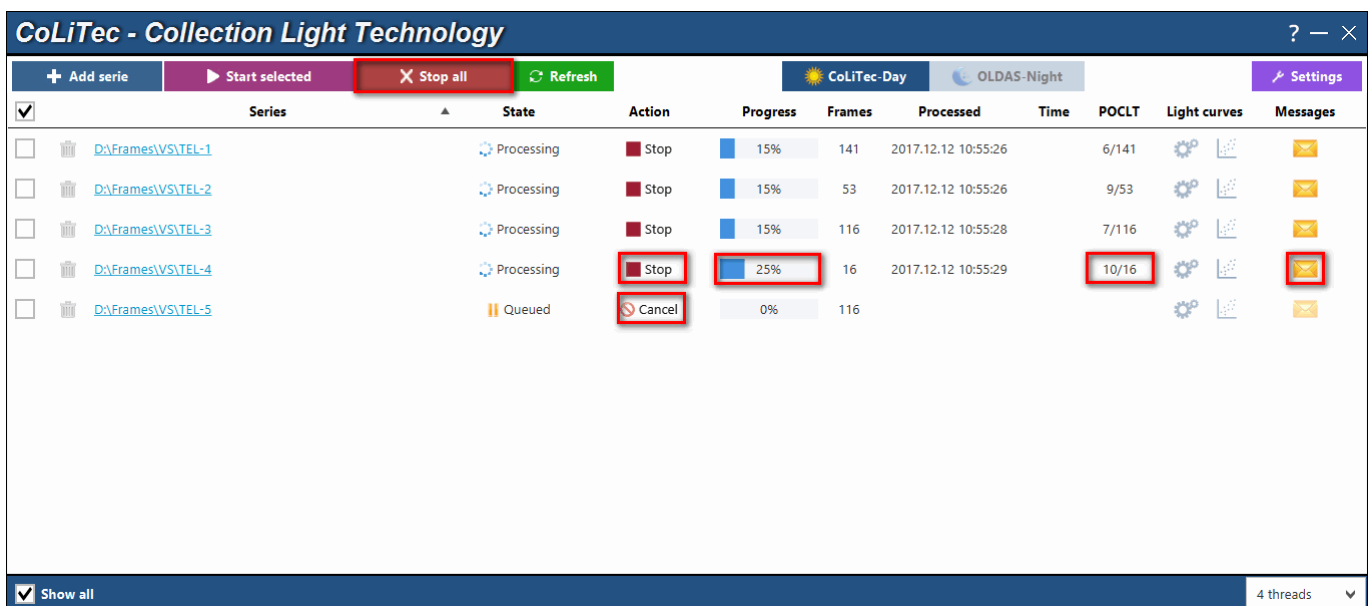 CoLiTec - Collection Light Technology ?
Add serie Start selected Stop all Refresh CoLiTec-Day OLDAS-Night Settings
Series State Action Progress Frames Processed Time POCLT Light curves Messages
D:\Frames\VS\TEL-1 Processing Stop 15% 141 2017.12.12 10:55:26 6/141
D:\Frames\VS\TEL-2 Processing Stop 15% 53 2017.12.12 10:55:26 9/53
D:\Frames\VS\TEL-3 Processing Stop 15% 116 2017.12.12 10:55:28 7/116
D:\Frames\VS\TEL-4 Processing Stop 25% 16 2017.12.12 10:55:29 10/16
D:\Frames\VS\TEL-5 Queued Cancel 0% 116
Show all 4 threads